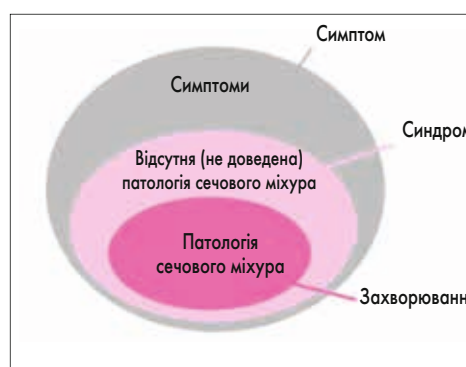 Симптом
Симптоми
Синдром
Відсутня (не доведена)
патологія сечового міхура
Патологія
сечового міхура
Захворюванн